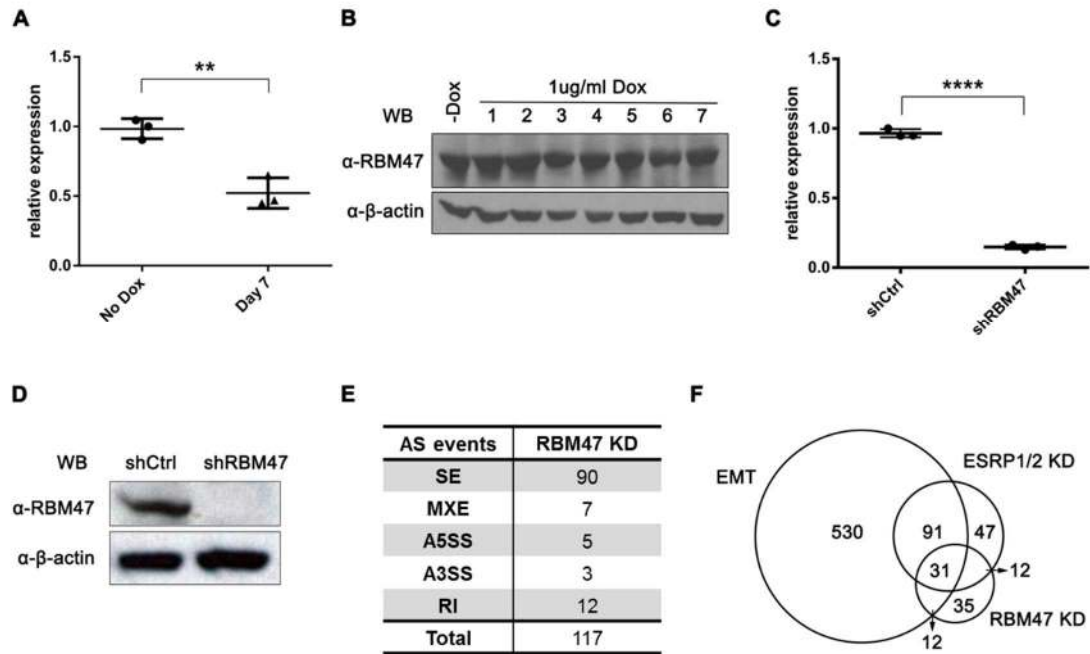 A
1.5
1.0
0.5
0.0
relative expression
**
No Dox
Day 7
B
-Dox
1ug/ml Dox
WB
1 2 3 4 5 6 7
α-RBM47
α-β-actin
C
1.5
1.0
0.5
0.0
relative expression
****
shCtrl
shRBM47
D
WB shCtrl shRBM47
α-RBM47
α-β-actin
E
AS events RBM47 KD
SE 90
MXE 7
A5SS 5
A3SS 3
RI 12
Total 117
F
ESRP1/2 KD
EMT
530 91 47
31 12
35
RBM47 KD
12